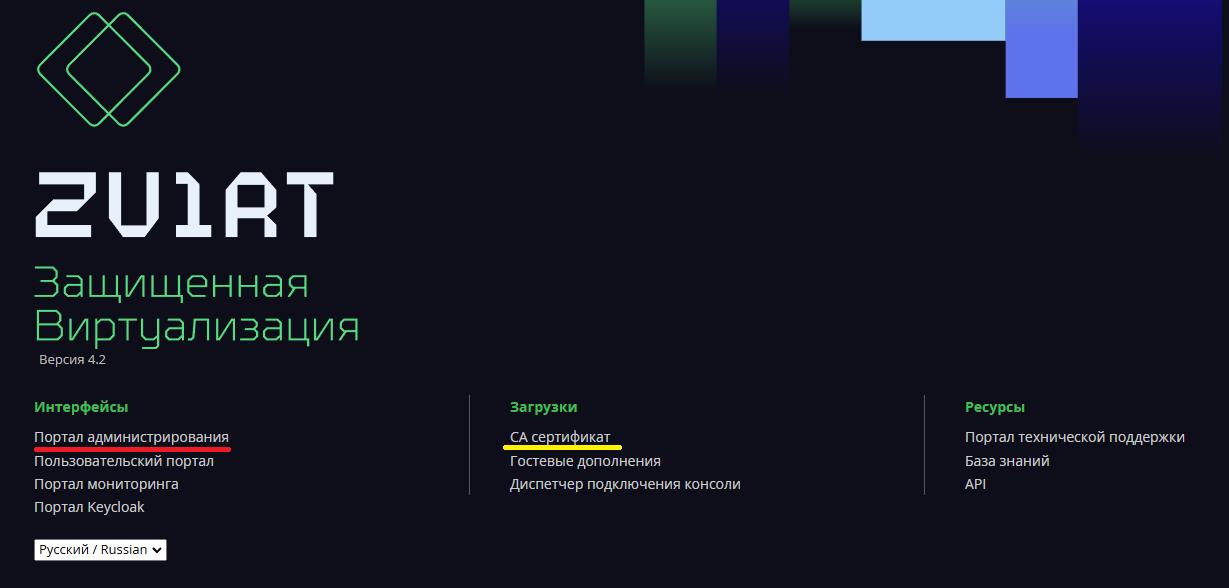 ZV1RT
Защищенная
Виртуализация
Версия 4.2
Интерфейсы
Портал администрирования
Пользовательский портал
Портал мониторинга
Портал Keycloak
Загрузки
CA сертификат
Гостевые дополнения
Диспетчер подключения консоли
Ресурсы
Портал технической поддержки
База знаний
API
Русский / Russian